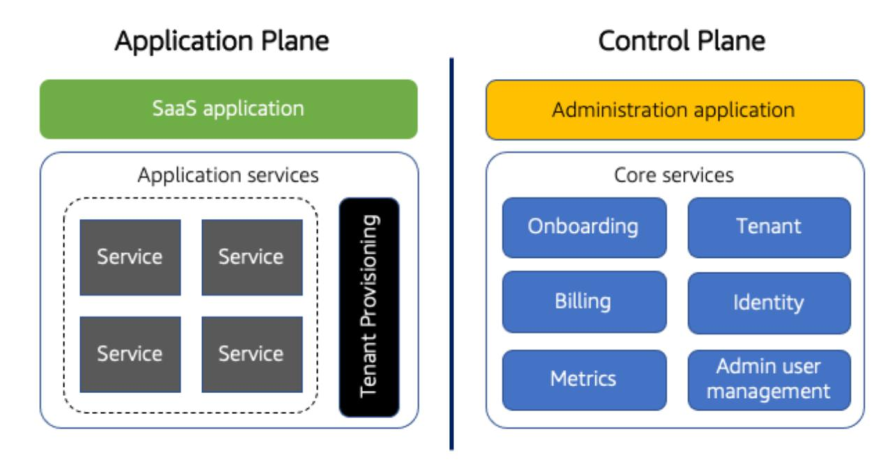 Application Plane
SaaS application
Application services
Service
Service
Service
Service
Tenant Provisioning
Control Plane
Administration application
Core services
Onboarding
Tenant
Billing
Identity
Metrics
Admin user
management